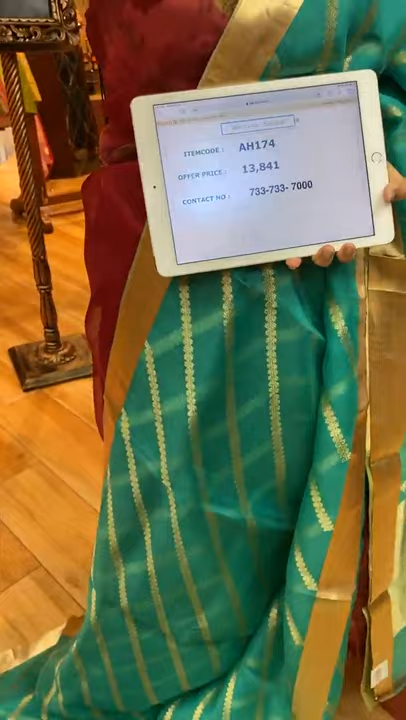 ITEMCODE : AH174
OFFER PRICE : 13,841
CONTACT NO : 733-733- 7000